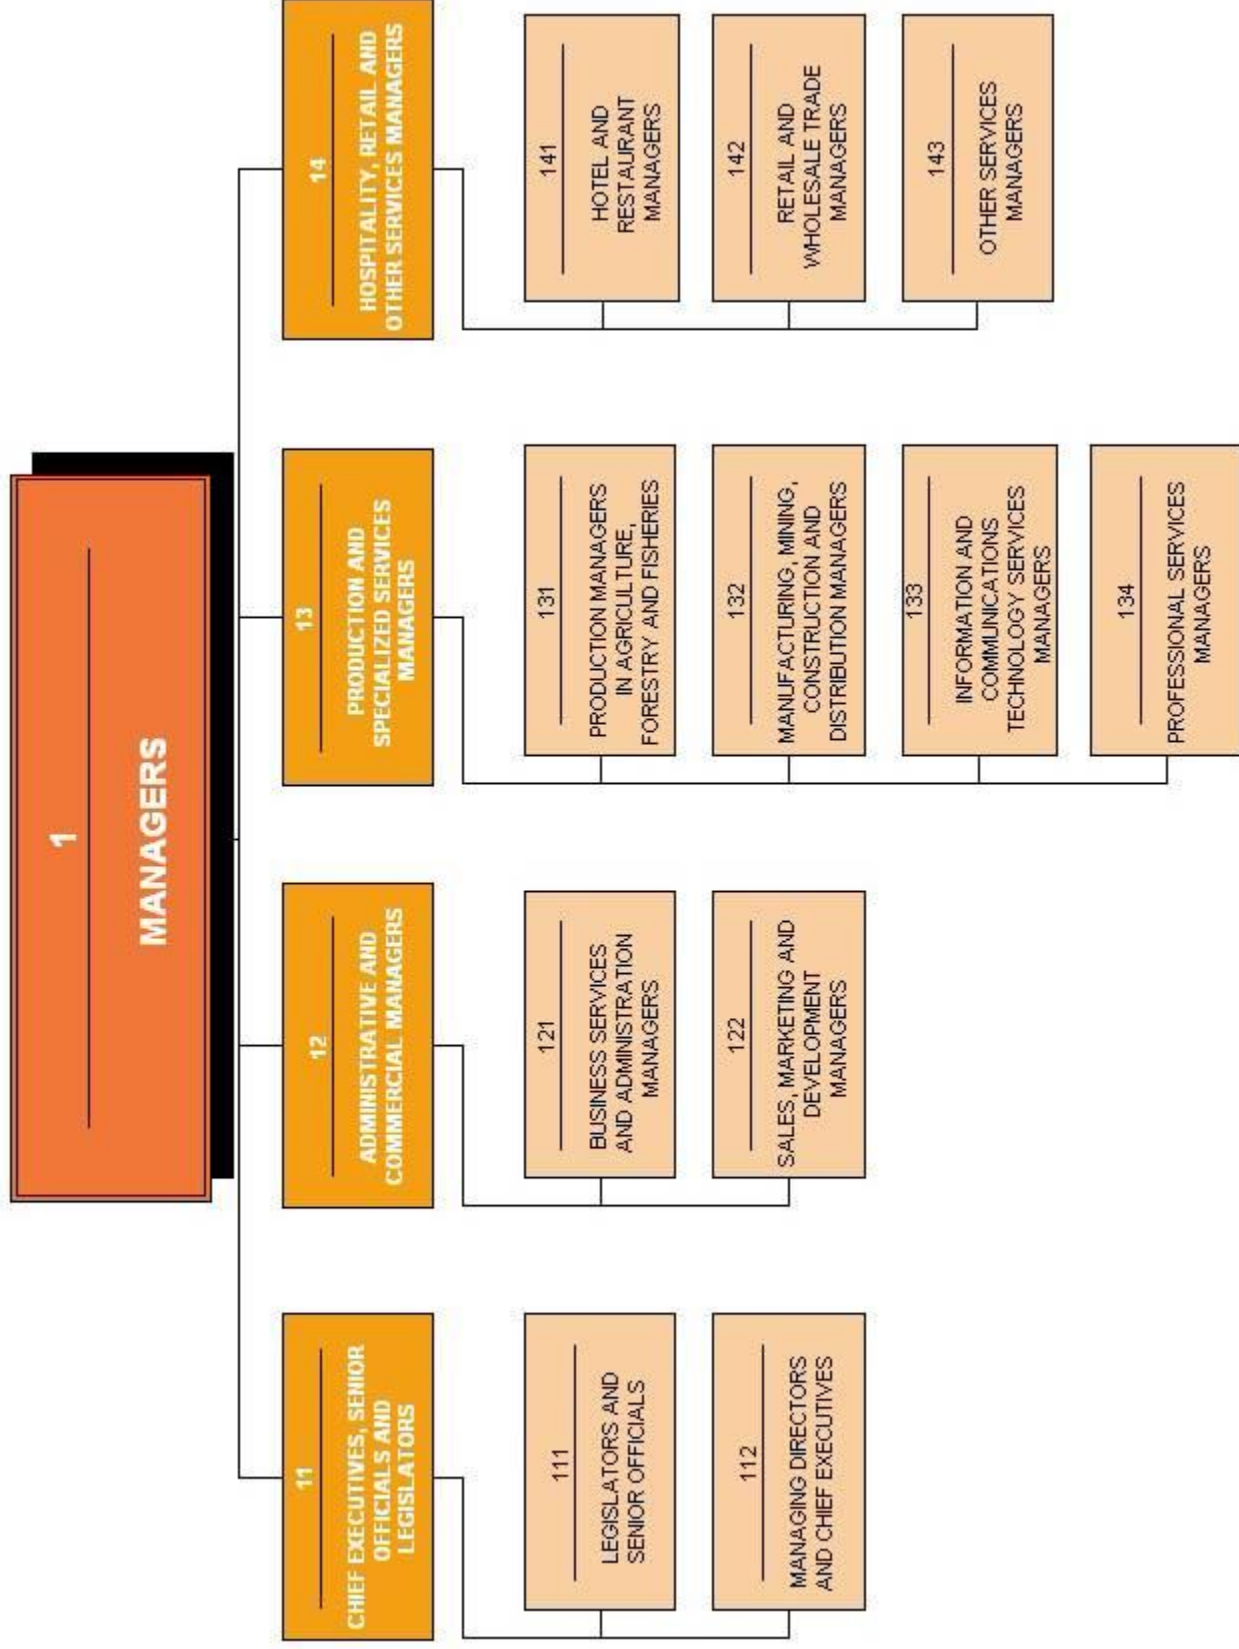 1
MANAGERS
11
CHIEF EXECUTIVES, SENIOR
OFFICIALS AND
LEGISLATORS
111
LEGISLATORS AND
SENIOR OFFICIALS
112
MANAGING DIRECTORS
AND CHIEF EXECUTIVES
12
ADMINISTRATIVE AND
COMMERCIAL MANAGERS
121
BUSINESS SERVICES
AND ADMINISTRATION
MANAGERS
122
SALES, MARKETING AND
DEVELOPMENT
MANAGERS
13
PRODUCTION AND
SPECIALIZED SERVICES
MANAGERS
131
PRODUCTION MANAGERS
IN AGRICULTURE,
FORESTRY AND FISHERIES
132
MANUFACTURING, MINING,
CONSTRUCTION AND
DISTRIBUTION MANAGERS
133
INFORMATION AND
COMMUNICATIONS
TECHNOLOGY SERVICES
MANAGERS
134
PROFESSIONAL SERVICES
MANAGERS
14
HOSPITALITY, RETAIL AND
OTHER SERVICES MANAGERS
141
HOTEL AND
RESTAURANT
MANAGERS
142
RETAIL AND
WHOLESALE TRADE
MANAGERS
143
OTHER SERVICES
MANAGERS